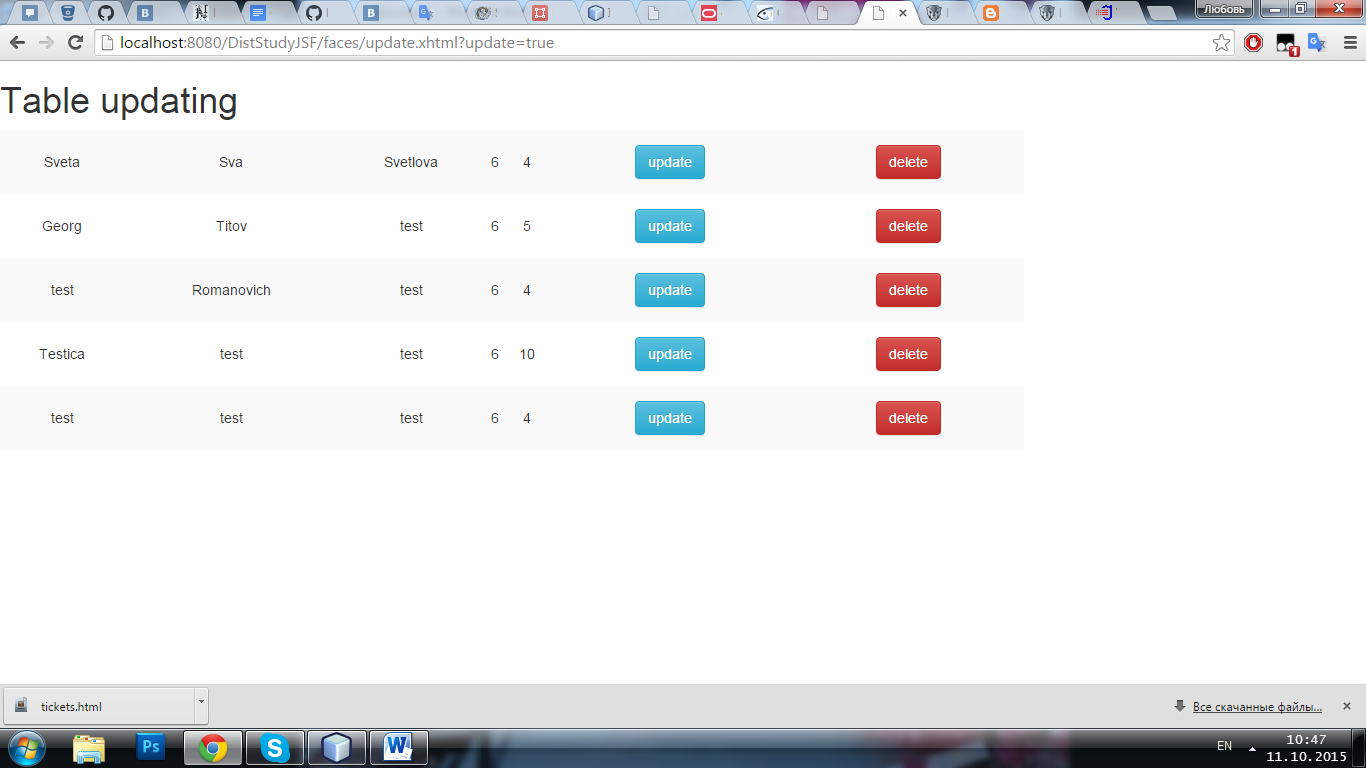 Любовь
localhost:8080/DistStudyJSF/faces/update.xhtml?update=true
1
Table updating
Sveta Sva Svetlova 6 4 update delete
Georg Titov test 6 5 update delete
test Romanovich test 6 4 update delete
Testica test test 6 10 update delete
test test test 6 4 update delete
tickets.html Все скачанные файлы...
Ps EN 10:47
11.10.2015